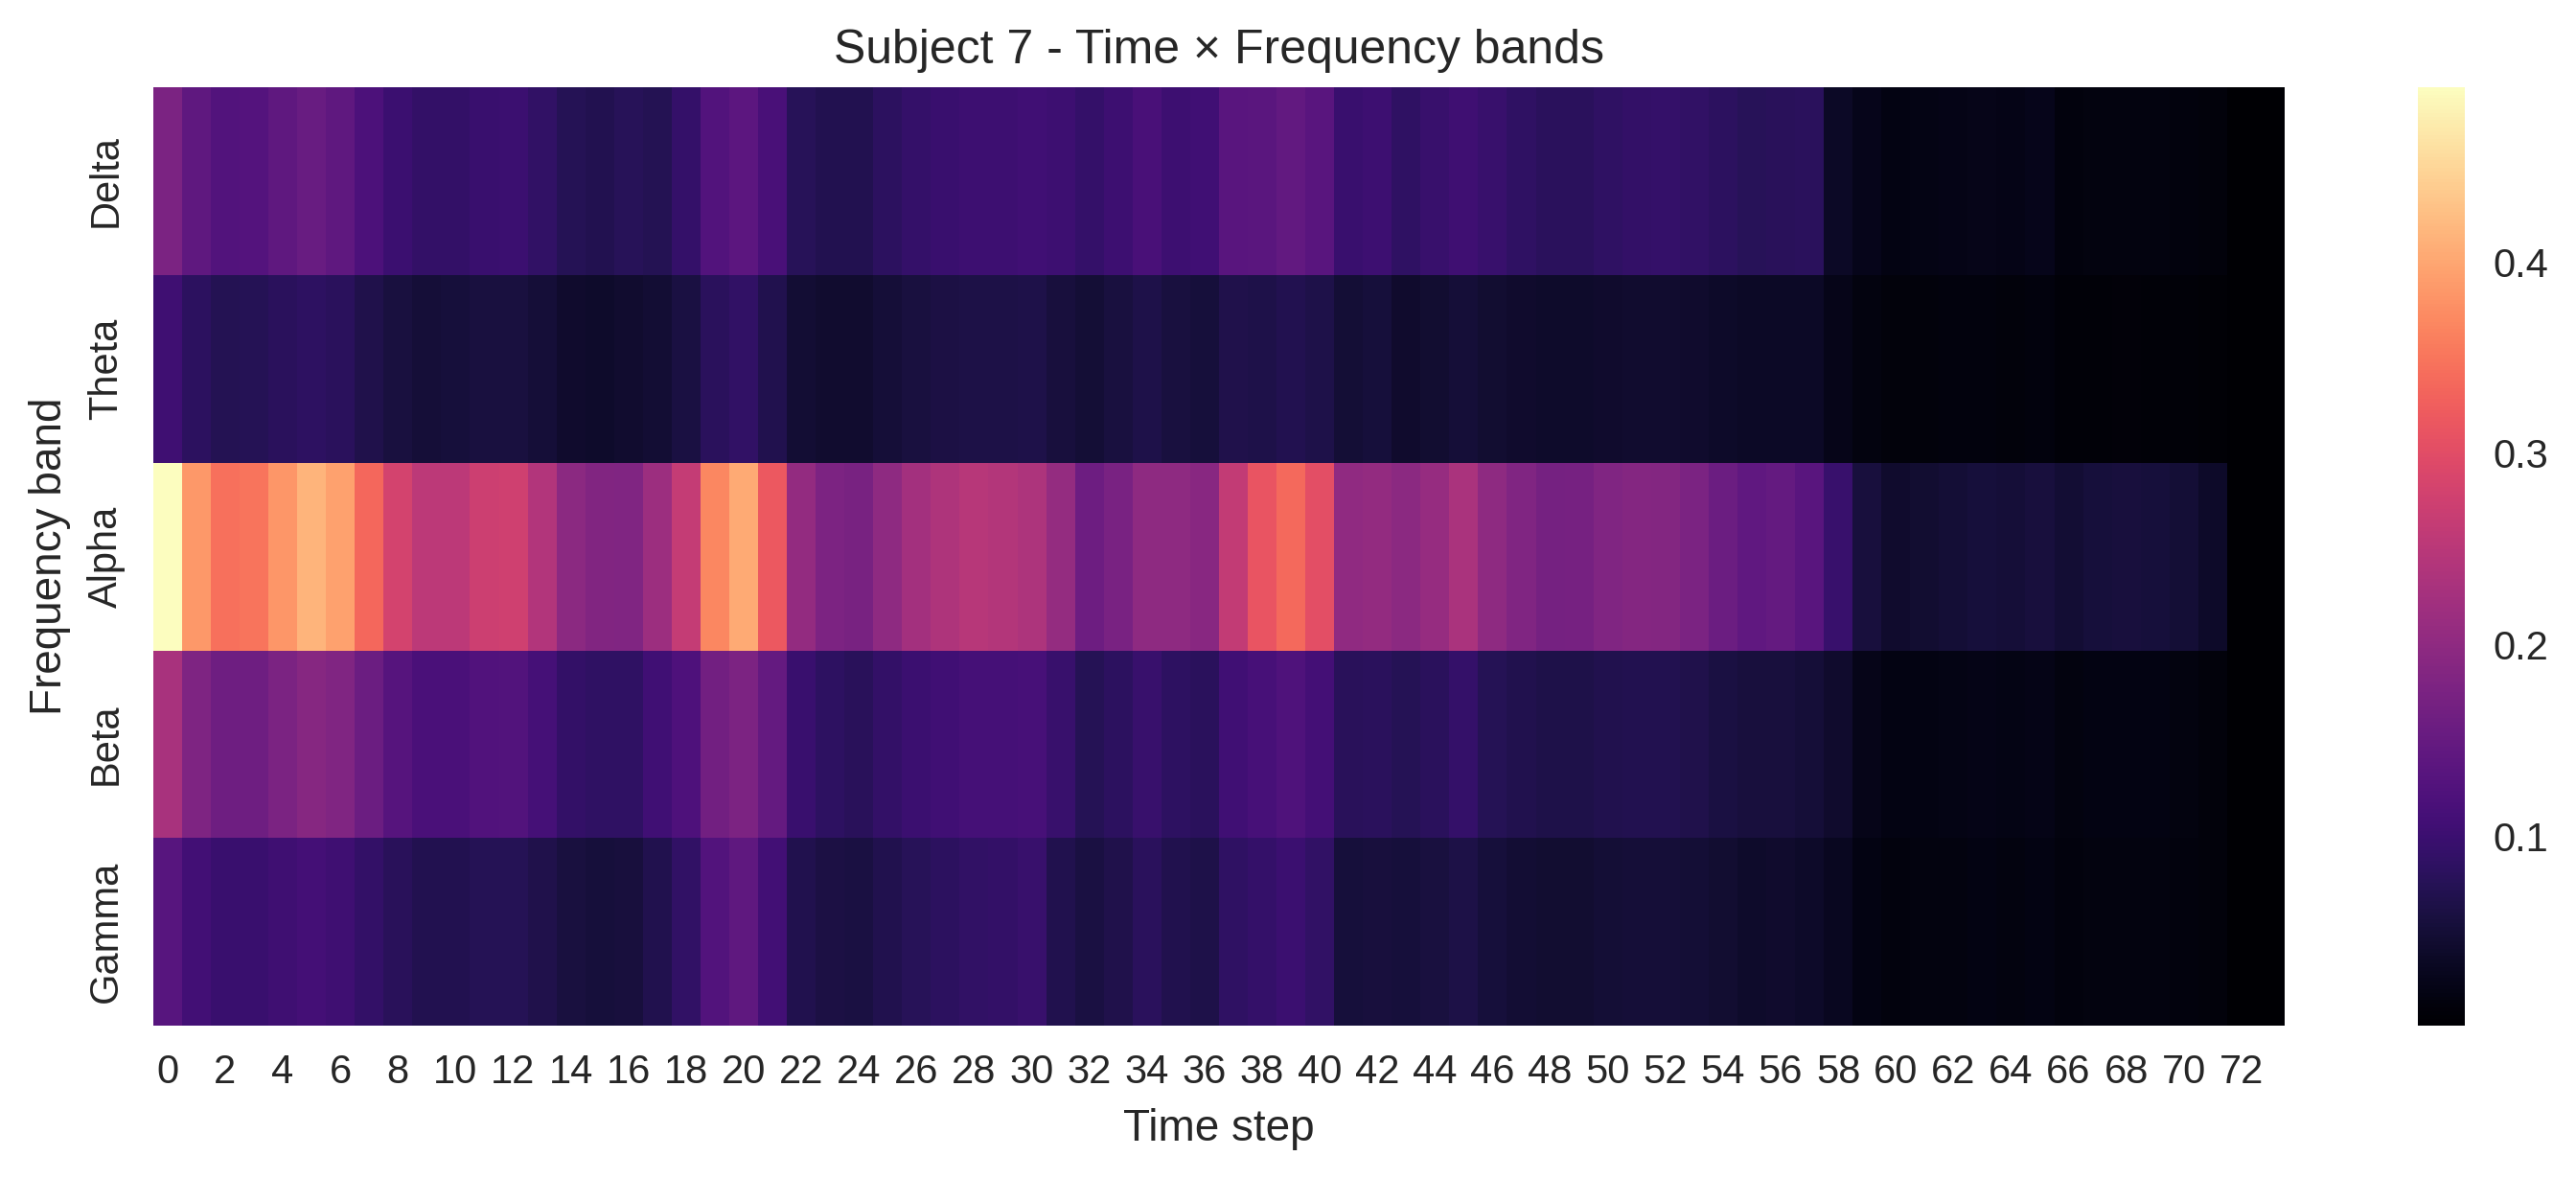 Subject 7 - Time × Frequency bands
Frequency band
Delta
Theta
Alpha
Beta
Gamma
0 2 4 6 8 10 12 14 16 18 20 22 24 26 28 30 32 34 36 38 40 42 44 46 48 50 52 54 56 58 60 62 64 66 68 70 72
Time step
0.4
0.3
0.2
0.1